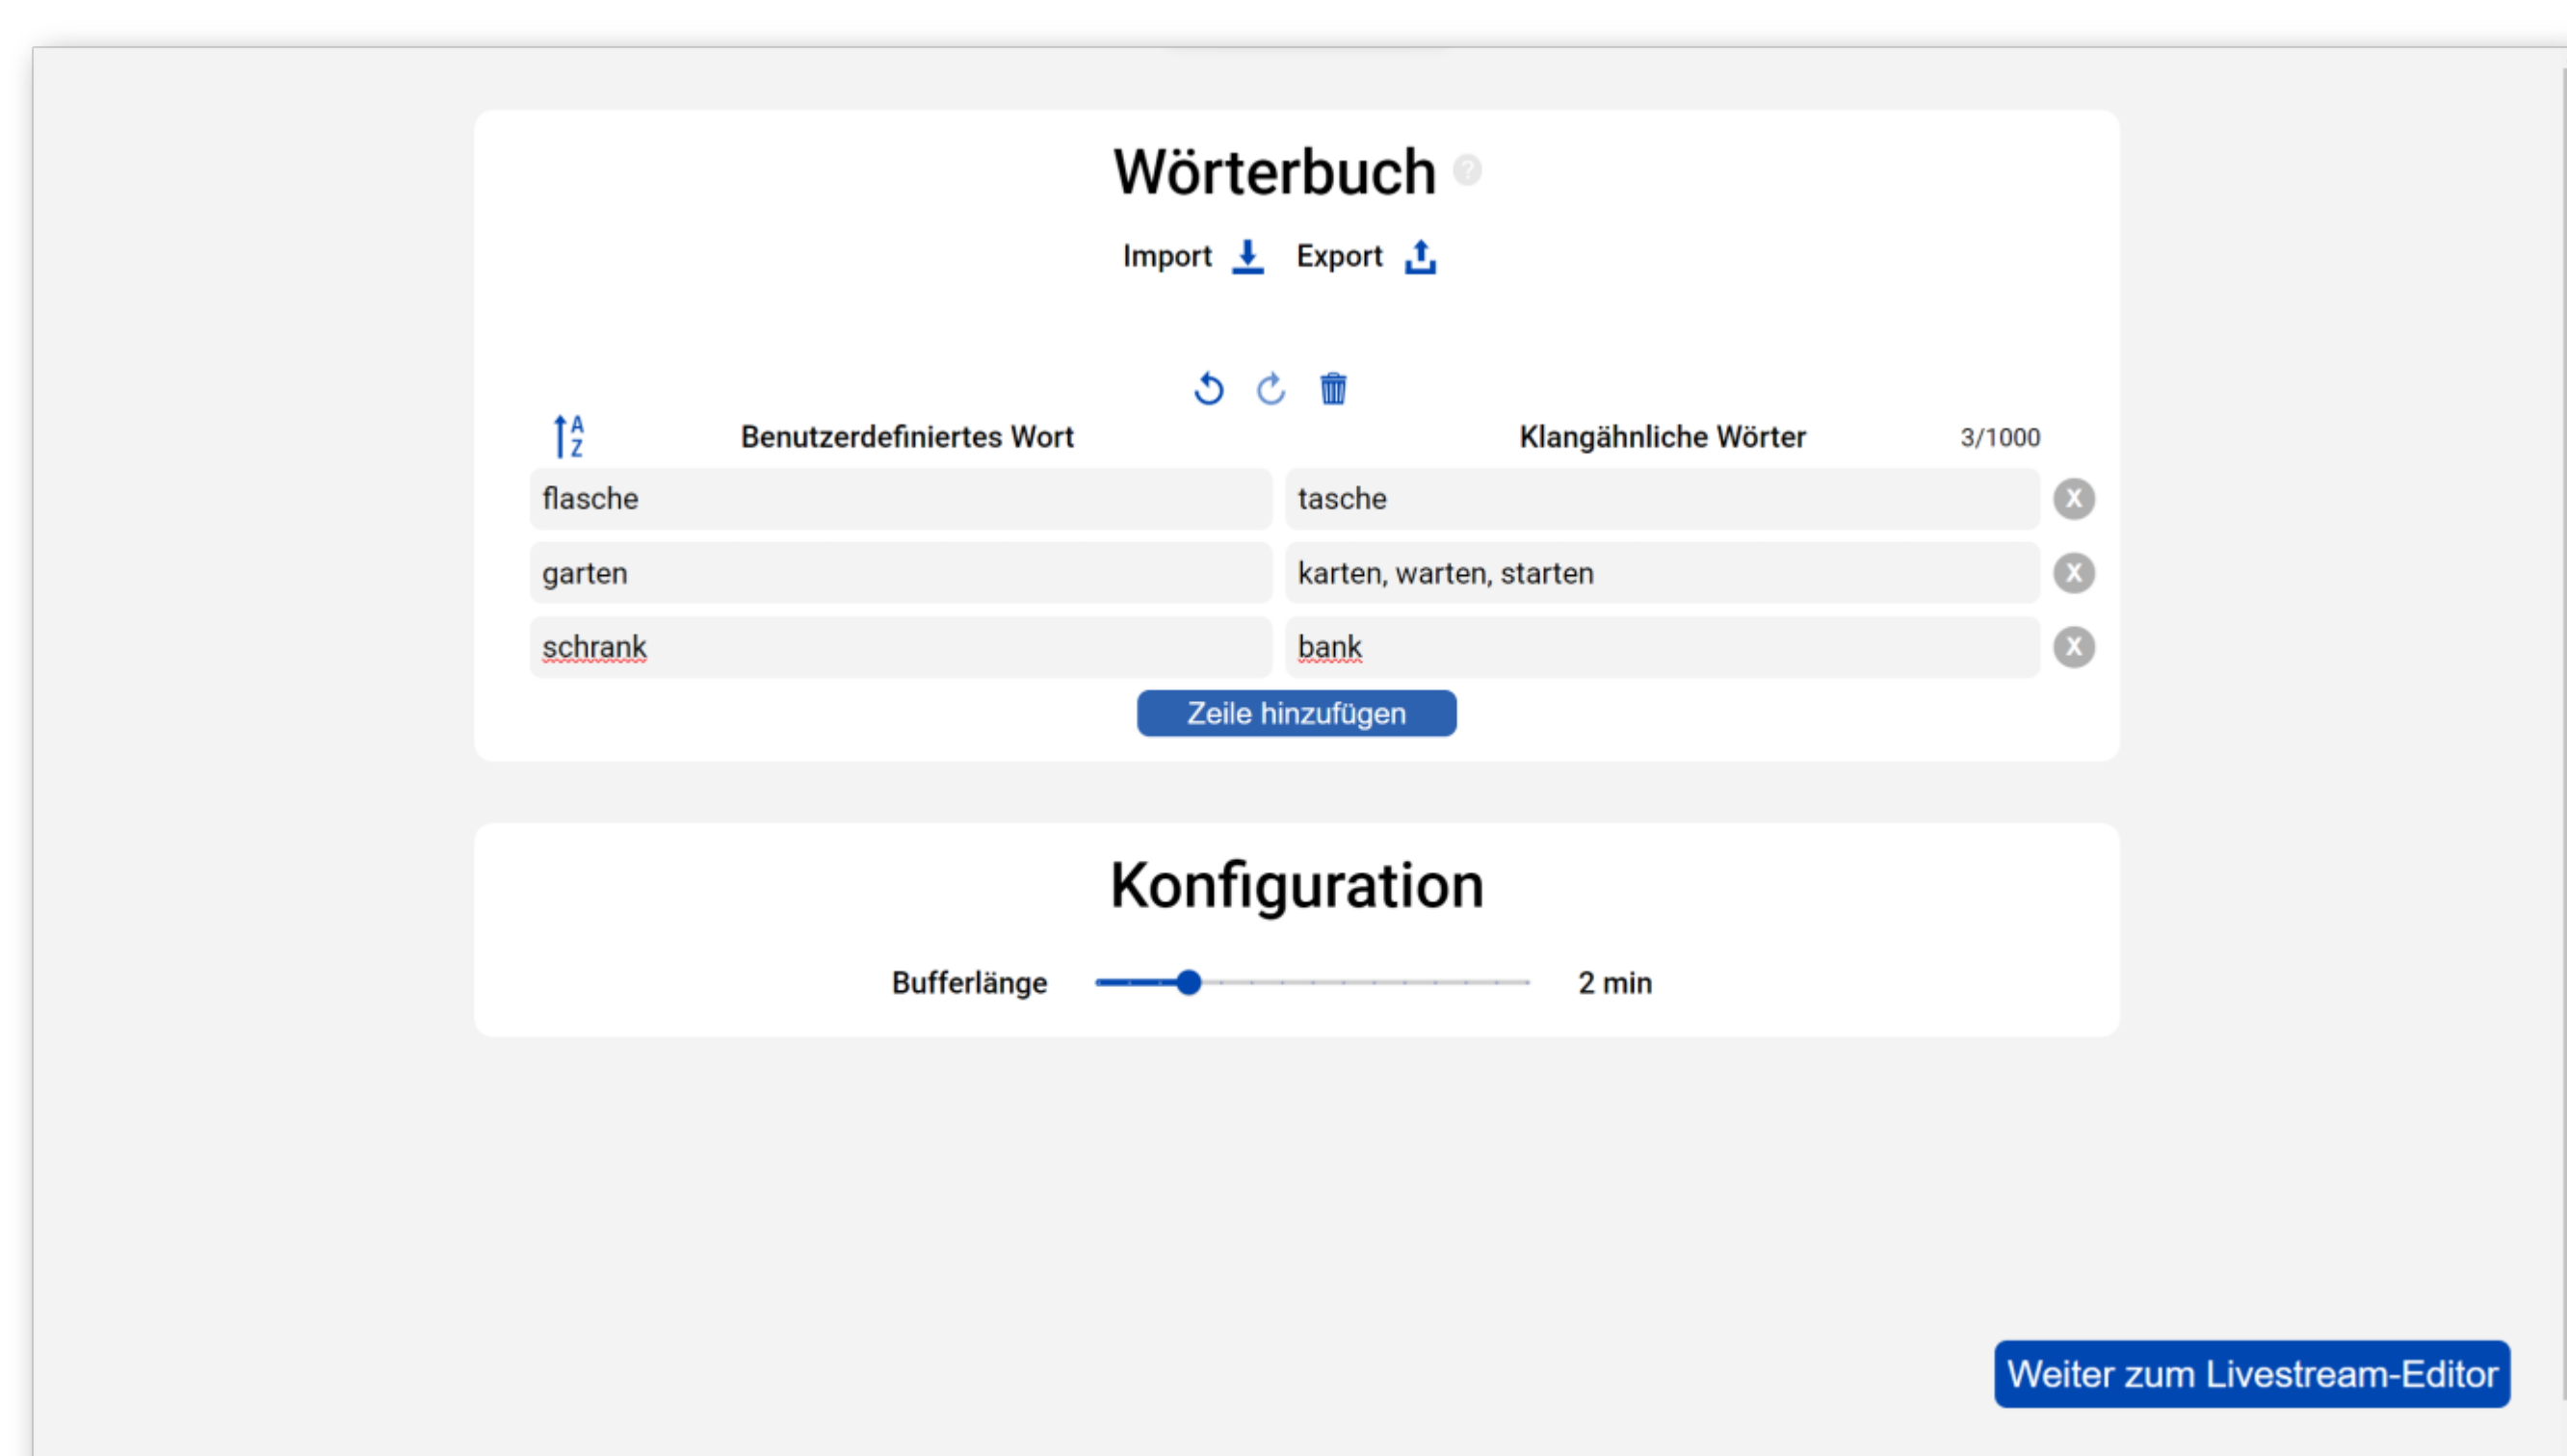 Wörterbuch ?
Import Export
A
Z
Benutzerdefiniertes Wort Klangähnliche Wörter 3/1000
flasche tasche X
garten karten, warten, starten X
schrank bank X
Zeile hinzufügen
Konfiguration
Bufferlänge 2 min
Weiter zum Livestream-Editor